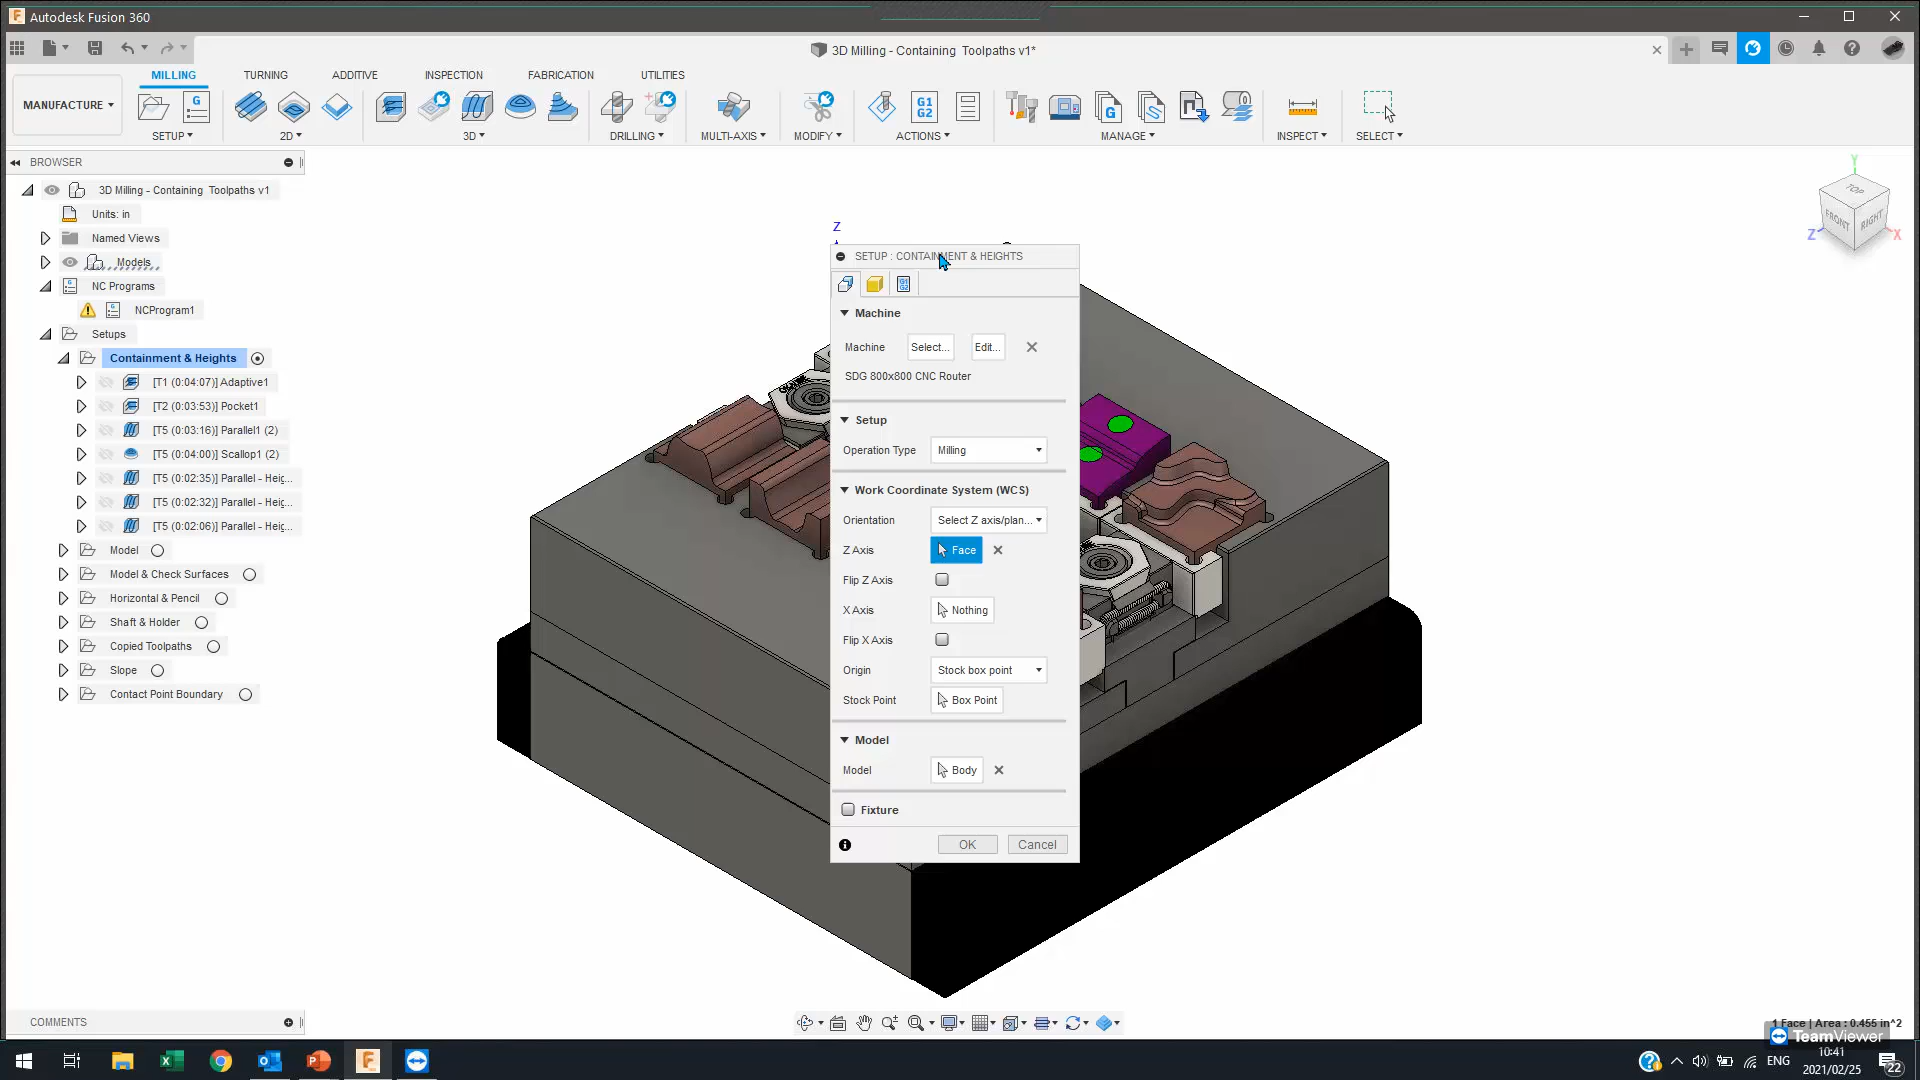 Autodesk Fusion 360
3D Milling - Containing Toolpaths v1*
MANUFACTURE
MILLING
TURNING
ADDITIVE
INSPECTION
FABRICATION
UTILITIES
SETUP
2D
3D
DRILLING
MULTI-AXIS
MODIFY
ACTIONS
MANAGE
INSPECT
SELECT
G1
G2
BROWSER
3D Milling - Containing Toolpaths v1
Units: in
Named Views
Models
NC Programs
NCProgram1
Setups
Containment & Heights
[T1 (0:04:07)] Adaptive1
[T2 (0:03:53)] Pocket1
[T5 (0:03:16)] Parallel1 (2)
[T5 (0:04:00)] Scallop1 (2)
[T5 (0:02:35)] Parallel - Heig...
[T5 (0:02:32)] Parallel - Heig...
[T5 (0:02:06)] Parallel - Heig...
Model
Model & Check Surfaces
Horizontal & Pencil
Shaft & Holder
Copied Toolpaths
Slope
Contact Point Boundary
Z
SETUP : CONTAINMENT & HEIGHTS
Machine
Machine Select... Edit...
SDG 800x800 CNC Router
Setup
Operation Type Milling
Work Coordinate System (WCS)
Orientation Select Z axis/plan...
Z Axis Face
Flip Z Axis
X Axis Nothing
Flip X Axis
Origin Stock box point
Stock Point Box Point
Model
Model Body
Fixture
OK Cancel
Y
TOP
FRONT RIGHT
Z X
COMMENTS
1 Face | Area : 0.455 in^2
TeamViewer
ENG
10:41
2021/02/25
22